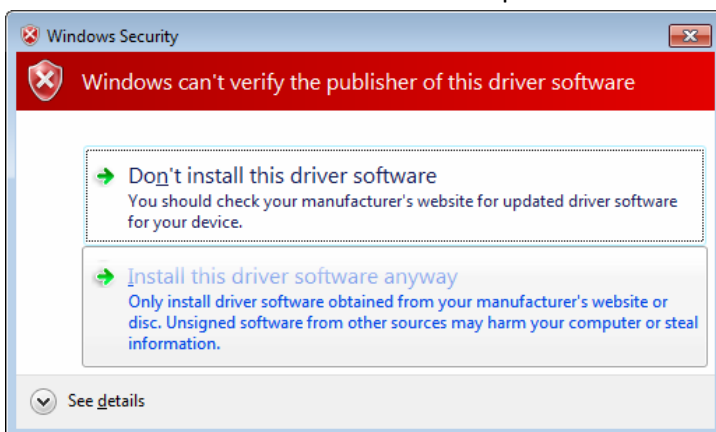 Windows Security
Windows can't verify the publisher of this driver software
Don't install this driver software
You should check your manufacturer's website for updated driver software
for your device.
Install this driver software anyway
Only install driver software obtained from your manufacturer's website or
disc. Unsigned software from other sources may harm your computer or steal
information.
See details